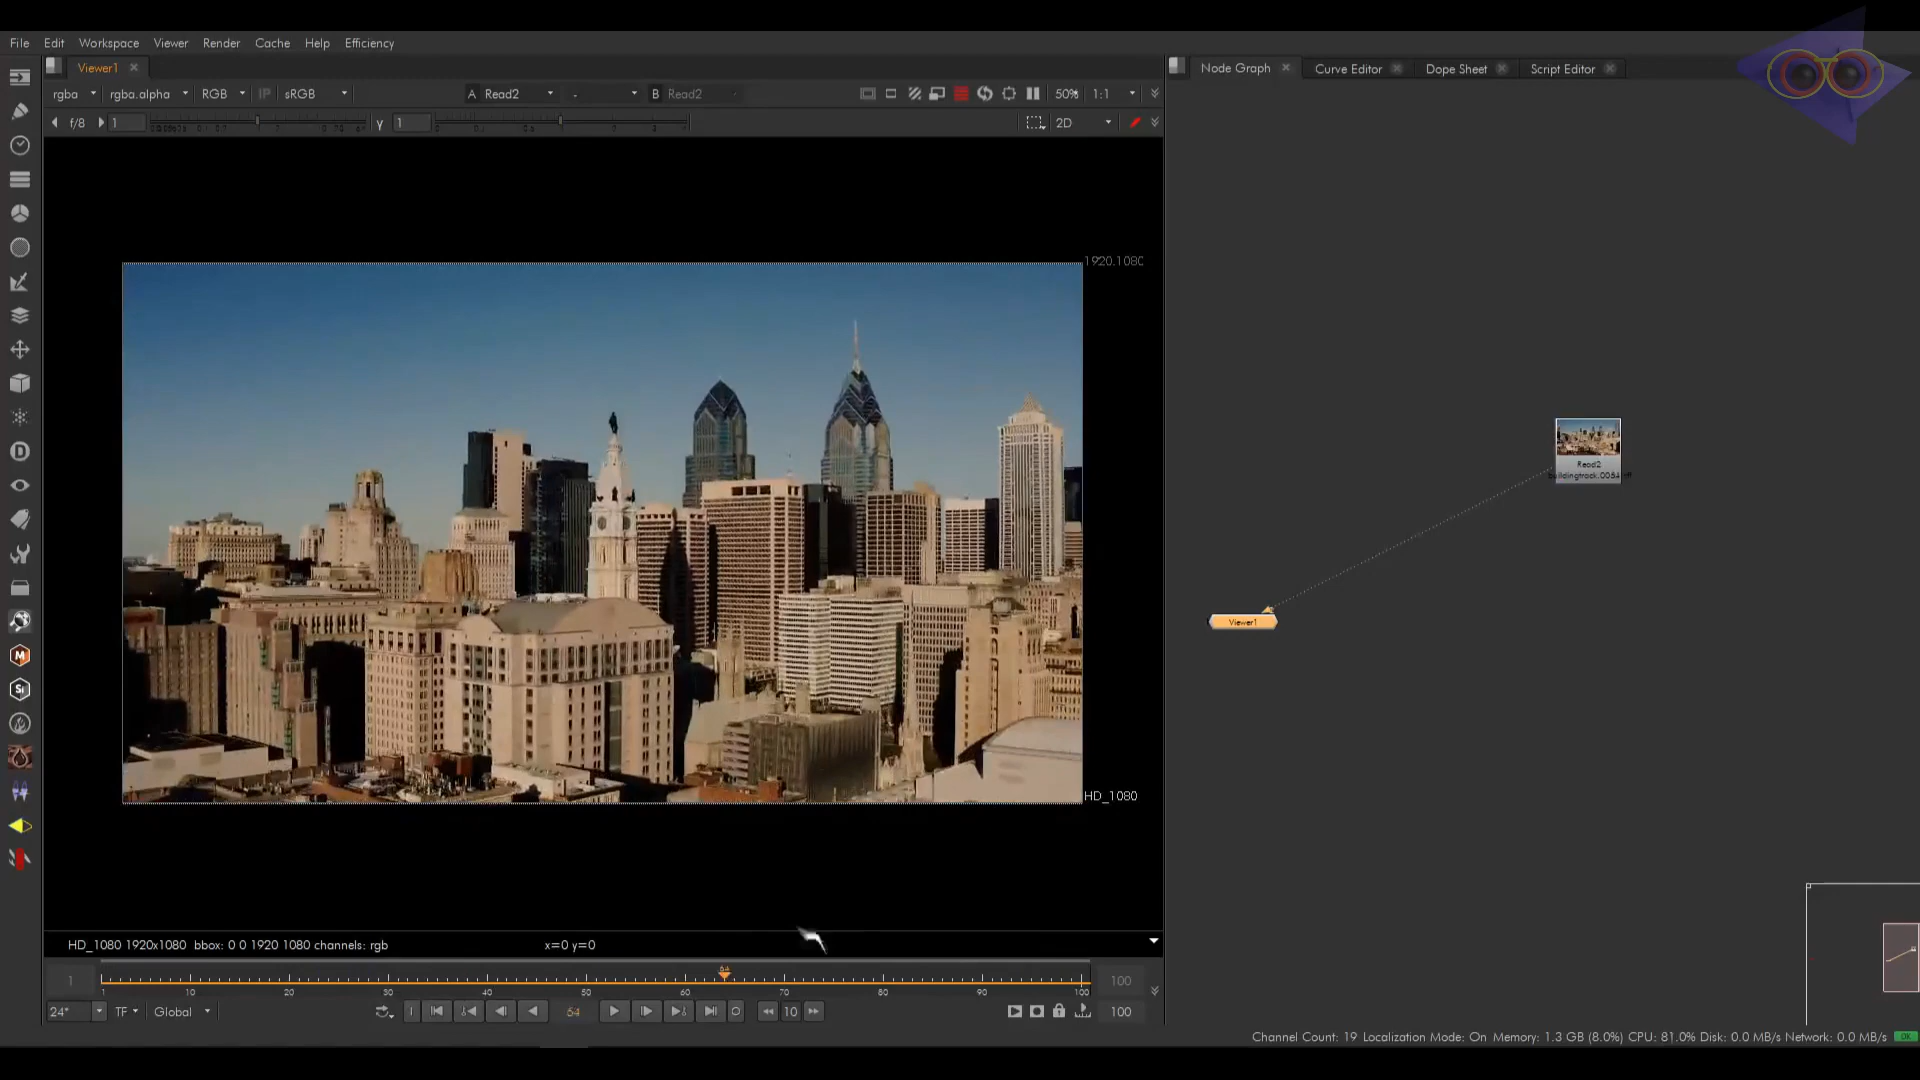 File Edit Workspace Viewer Render Cache Help Efficiency
Viewer1
Node Graph Curve Editor Dope Sheet Script Editor
rgba rgba.alpha RGB IP sRGB A Read2 - B Read2 50% 1:1
f/8 1 γ 1 2D
1920.1080
Read2
Viewer1
HD_1080
HD_1080 1920x1080 bbox: 0 0 1920 1080 channels: rgb x=0 y=0
1 64 100
1 10 20 30 40 50 60 70 80 90 100
24* TF Global 64 10 100
Channel Count: 19 Localization Mode: On Memory: 1.3 GB (8.0%) CPU: 81.0% Disk: 0.0 MB/s Network: 0.0 MB/s